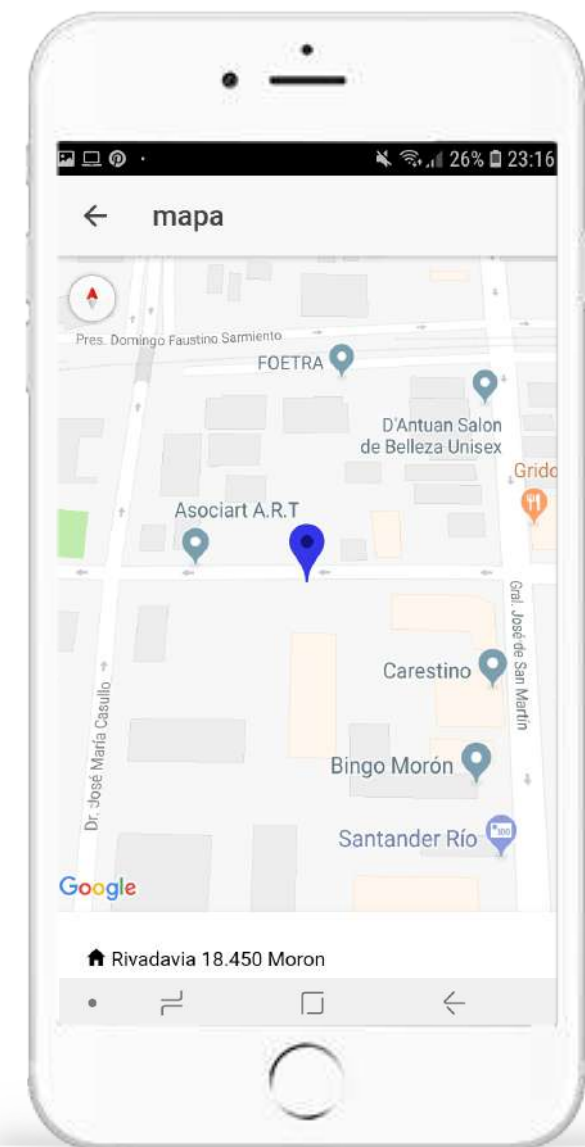 26% 23:16
mapa
Pres. Domingo Faustino Sarmiento
FOETRA
D'Antuan Salon
de Belleza Unisex
Grido
Asociart A.R.T
Gral. José de San Martín
Carestino
Dr. José María Casullo
Bingo Morón
Santander Río
Google
Rivadavia 18.450 Moron